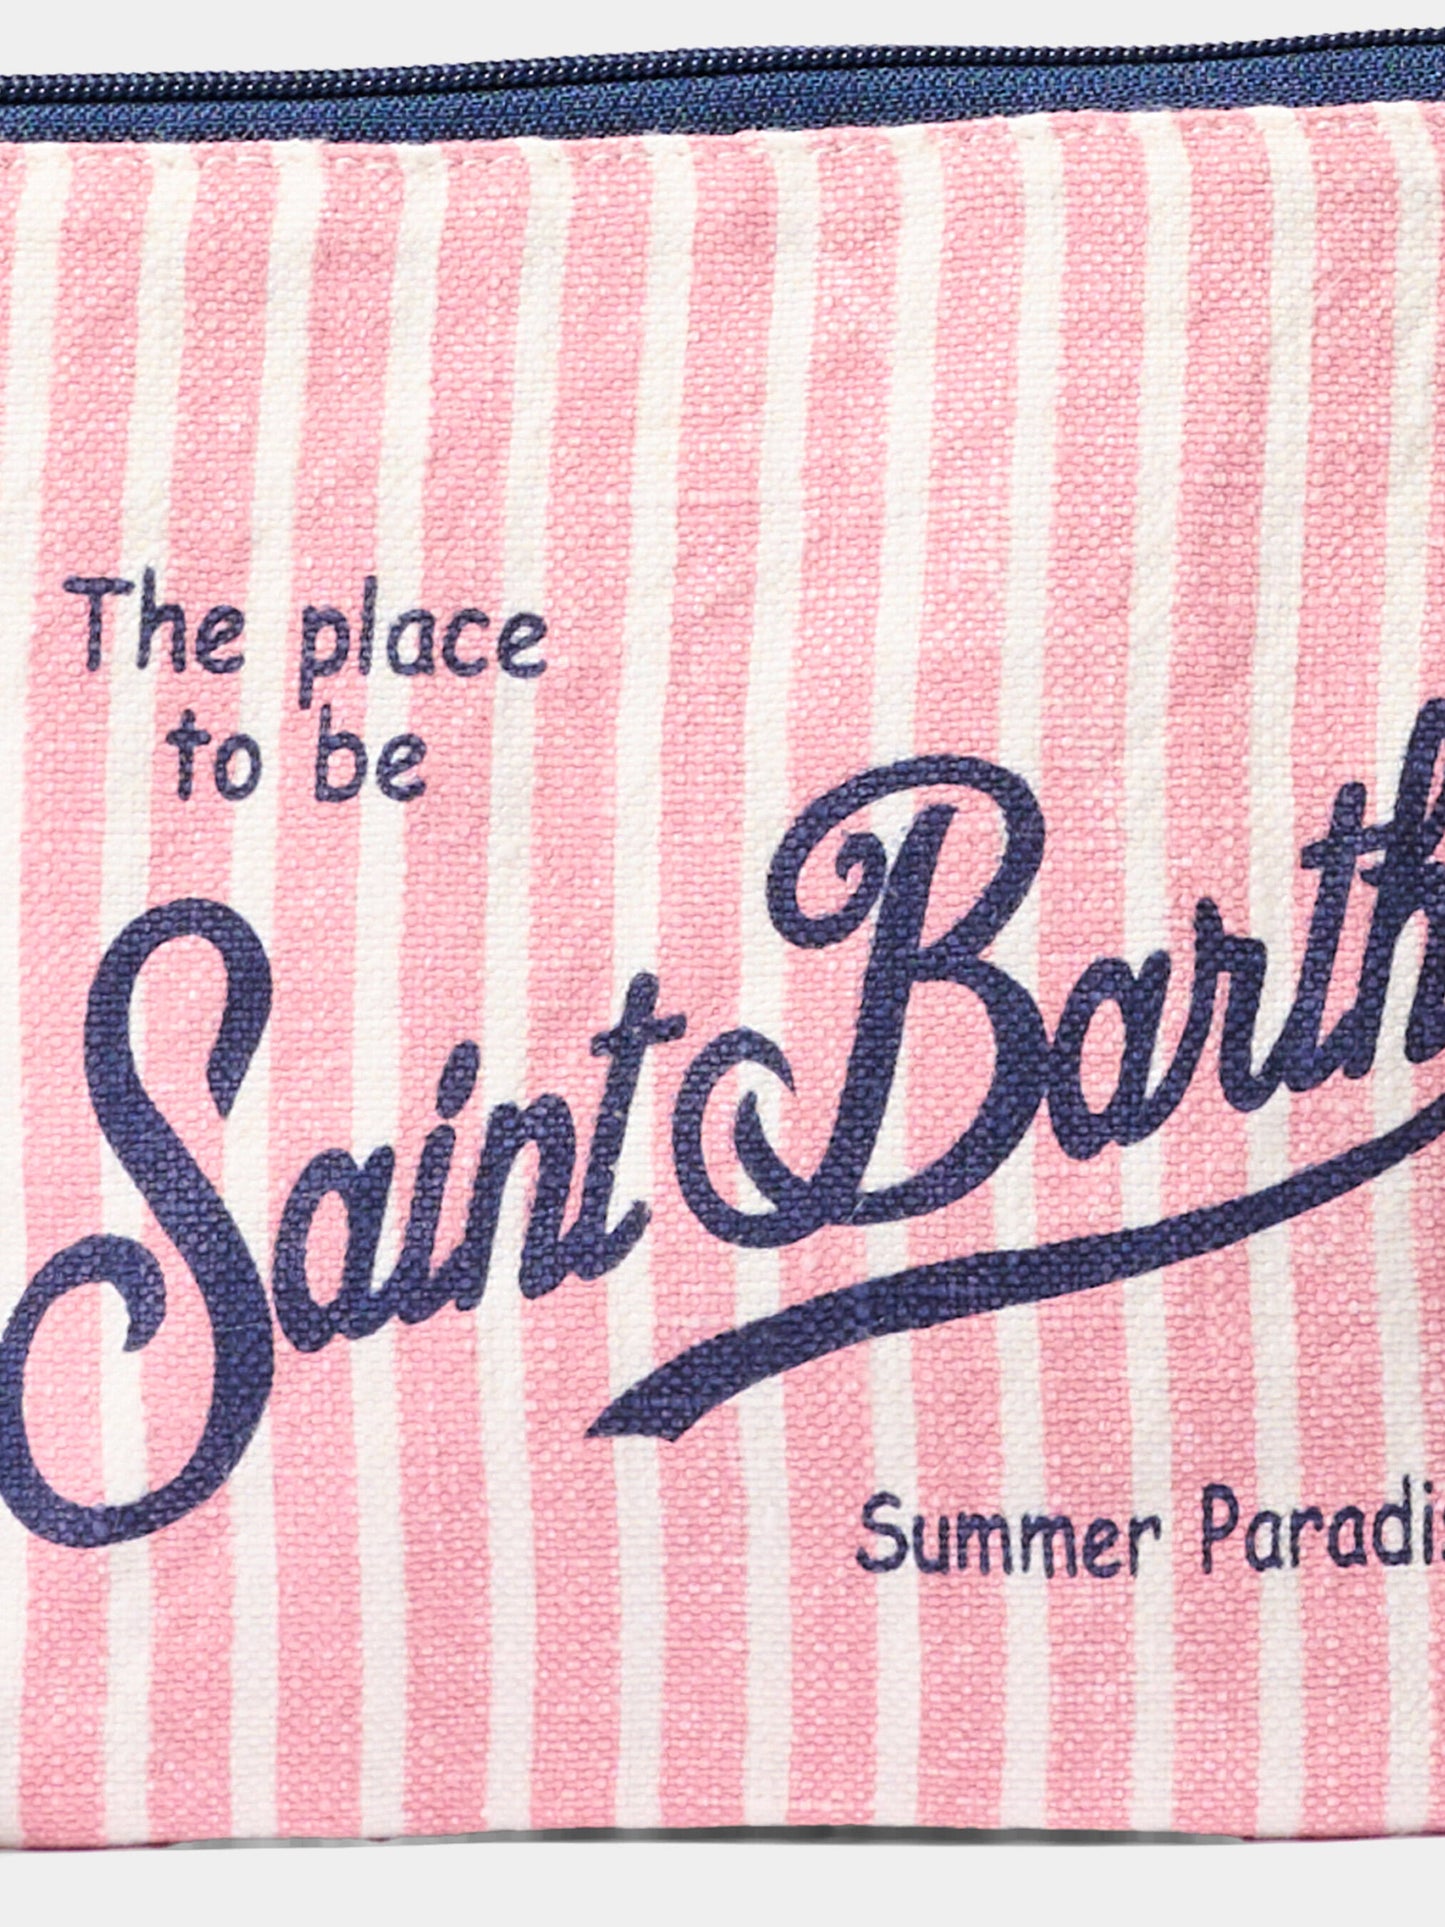 The place
to be
Saint Barth
Summer Paradis